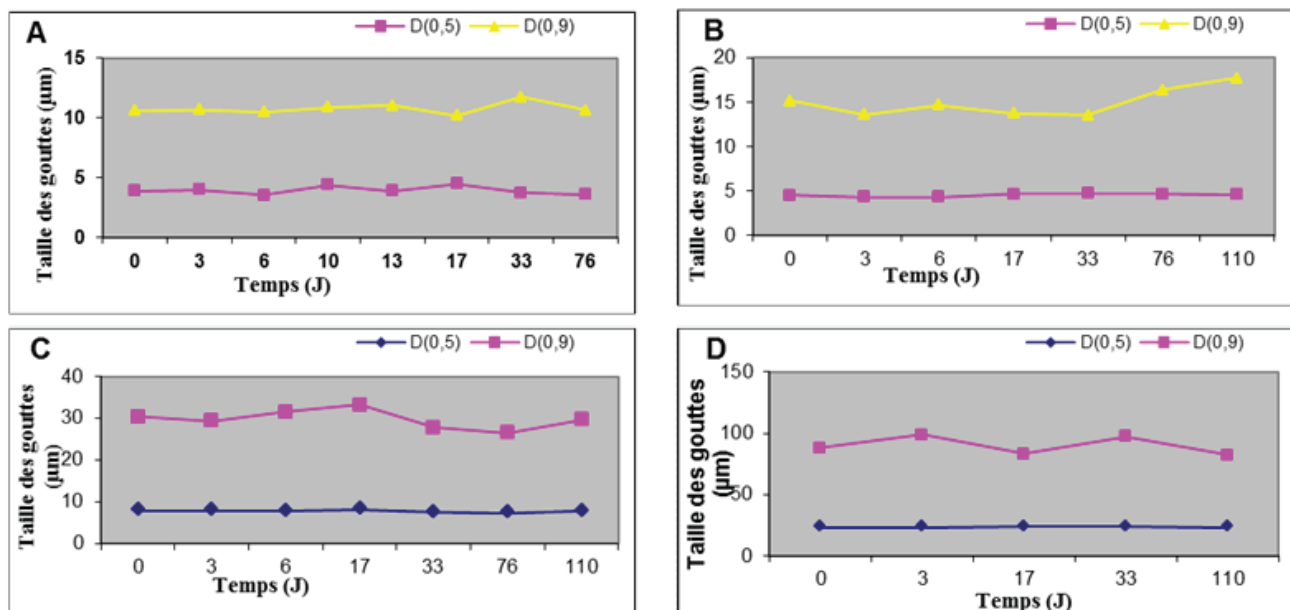 A
D(0,5) D(0,9)
Taille des gouttes (µm)
15
10
5
0
0 3 6 10 13 17 33 76
Temps (J)
B
D(0,5) D(0,9)
Taille des gouttes (µm)
20
15
10
5
0
0 3 6 17 33 76 110
Temps (J)
C
D(0,5) D(0,9)
Taille des gouttes
(µm)
40
30
20
10
0
0 3 6 17 33 76 110
Temps (J)
D
D(0,5) D(0,9)
Taille des gouttes
(µm)
150
100
50
0
0 3 17 33 110
Temps (J)